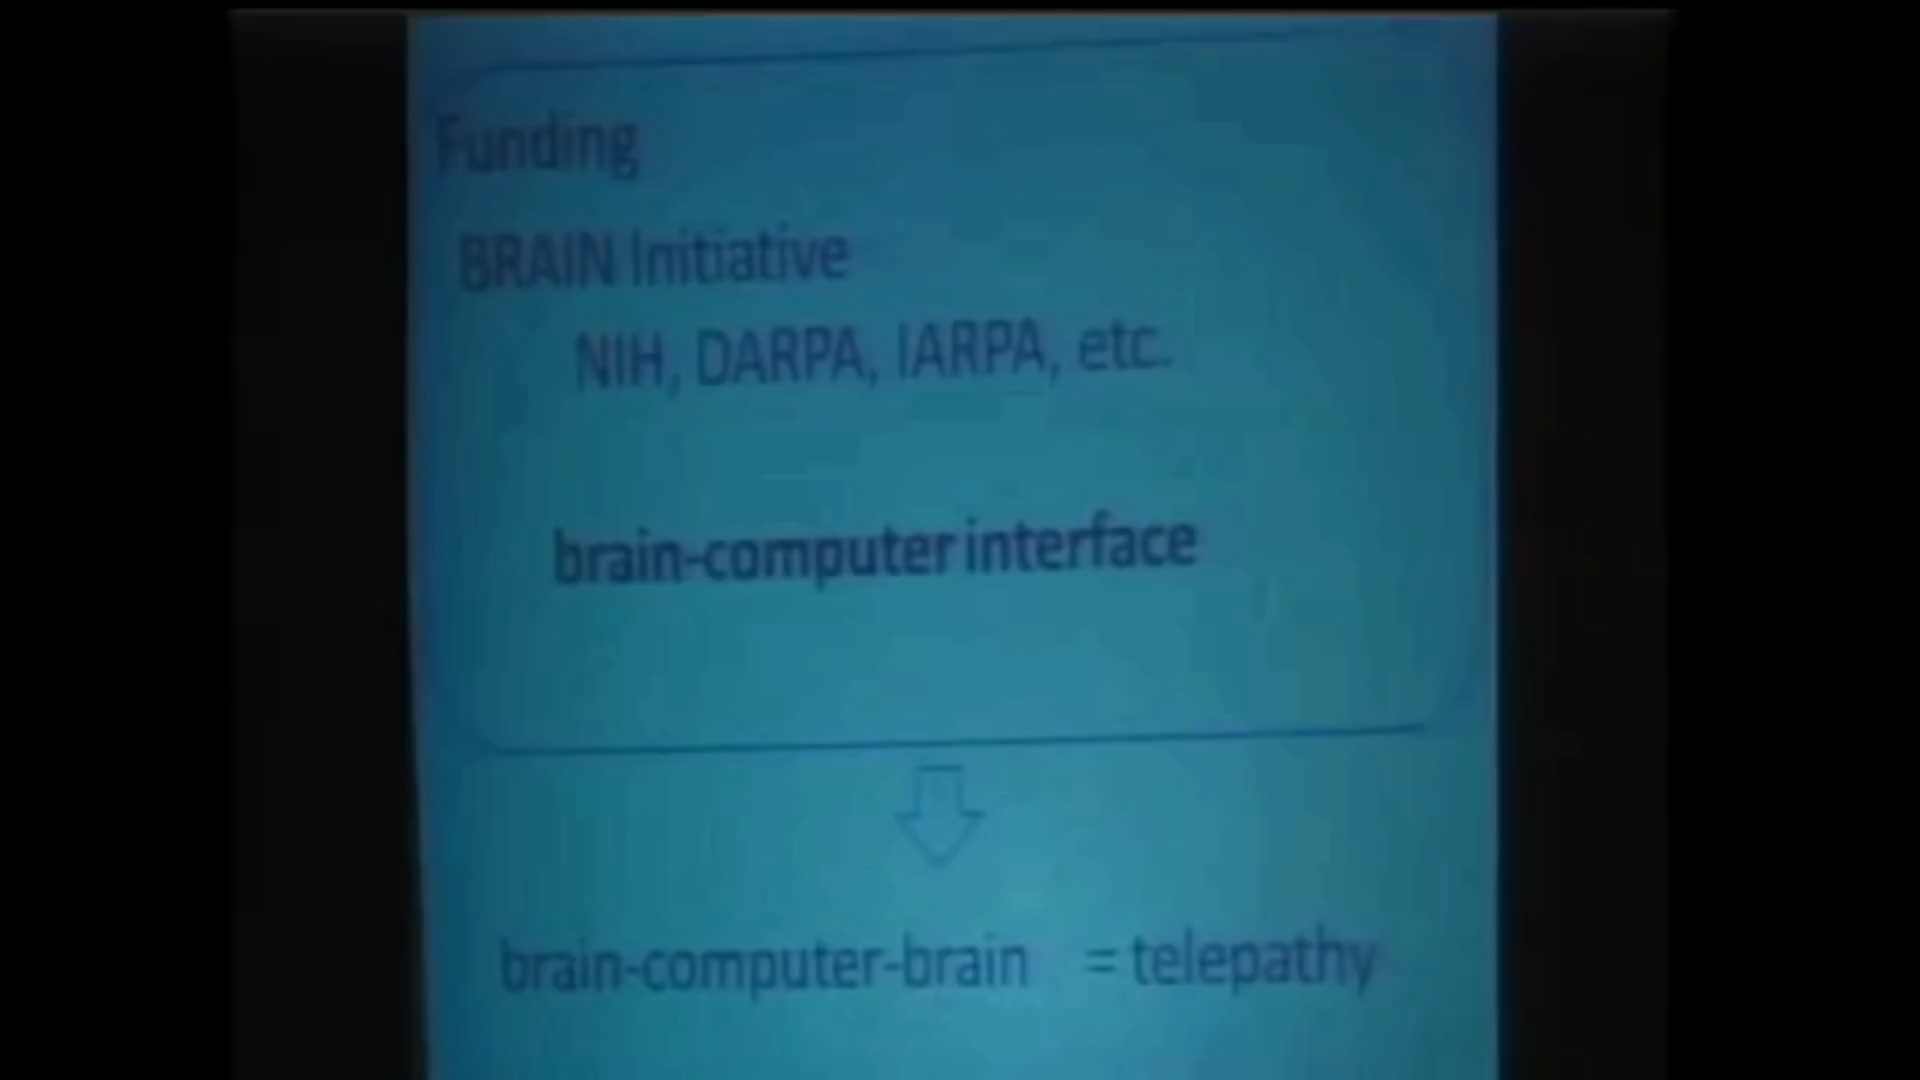 Funding
BRAIN Initiative
NIH, DARPA, IARPA, etc.
brain-computer interface
brain-computer-brain = telepathy